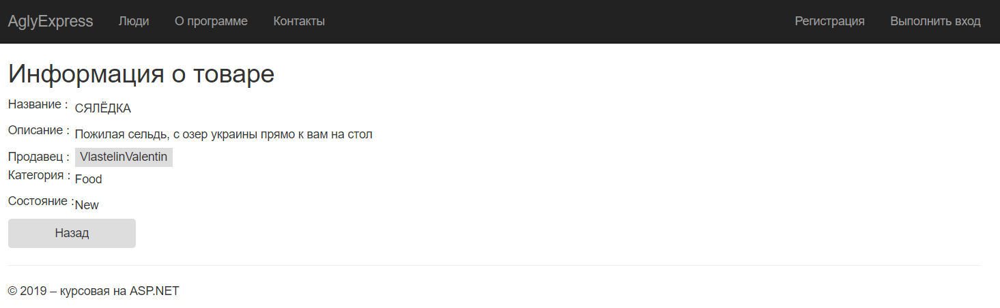 AglyExpress Люди О программе Контакты Регистрация Выполнить вход
Информация о товаре
Название : СЯЛЁДКА
Описание : Пожилая сельдь, с озер украины прямо к вам на стол
Продавец : VlastelinValentin
Категория : Food
Состояние : New
Назад
© 2019 – курсовая на ASP.NET